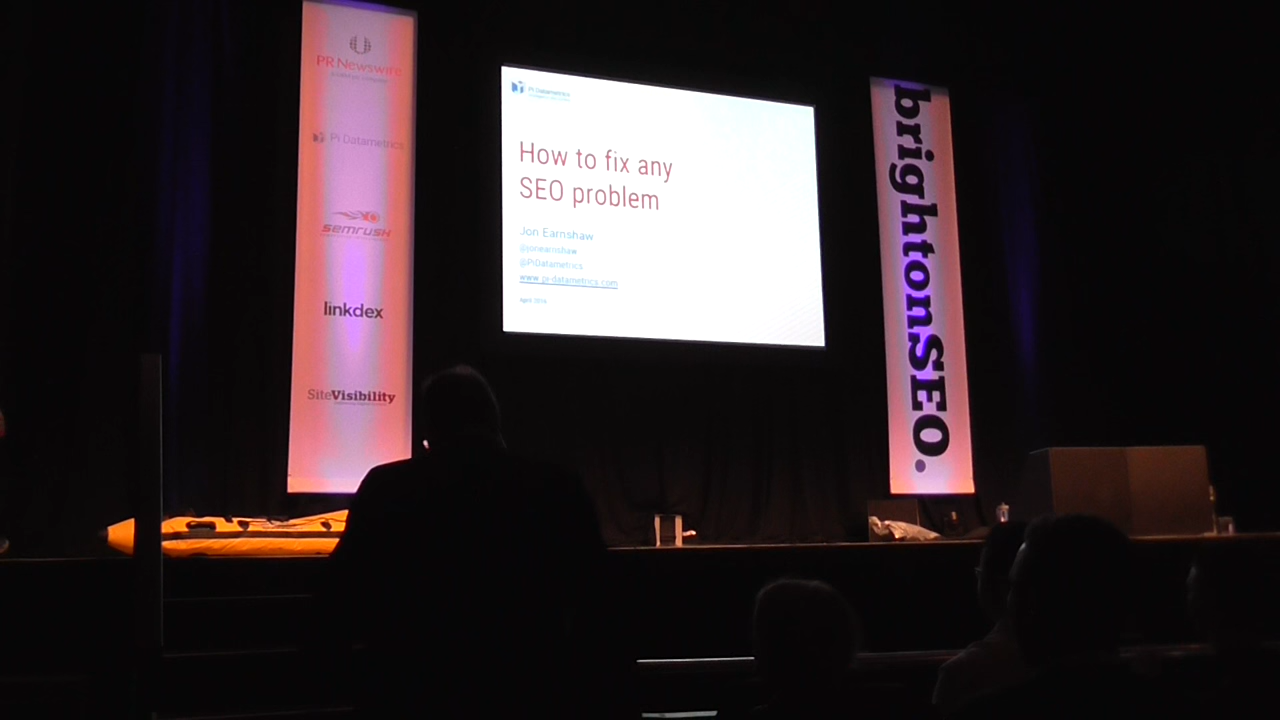 PR Newswire
Pi Datametrics
semrush
linkdex
SiteVisibility
Pi Datametrics
How to fix any
SEO problem
Jon Earnshaw
@jonearnshaw
@PiDatametrics
www.pi-datametrics.com
brightonSEO.